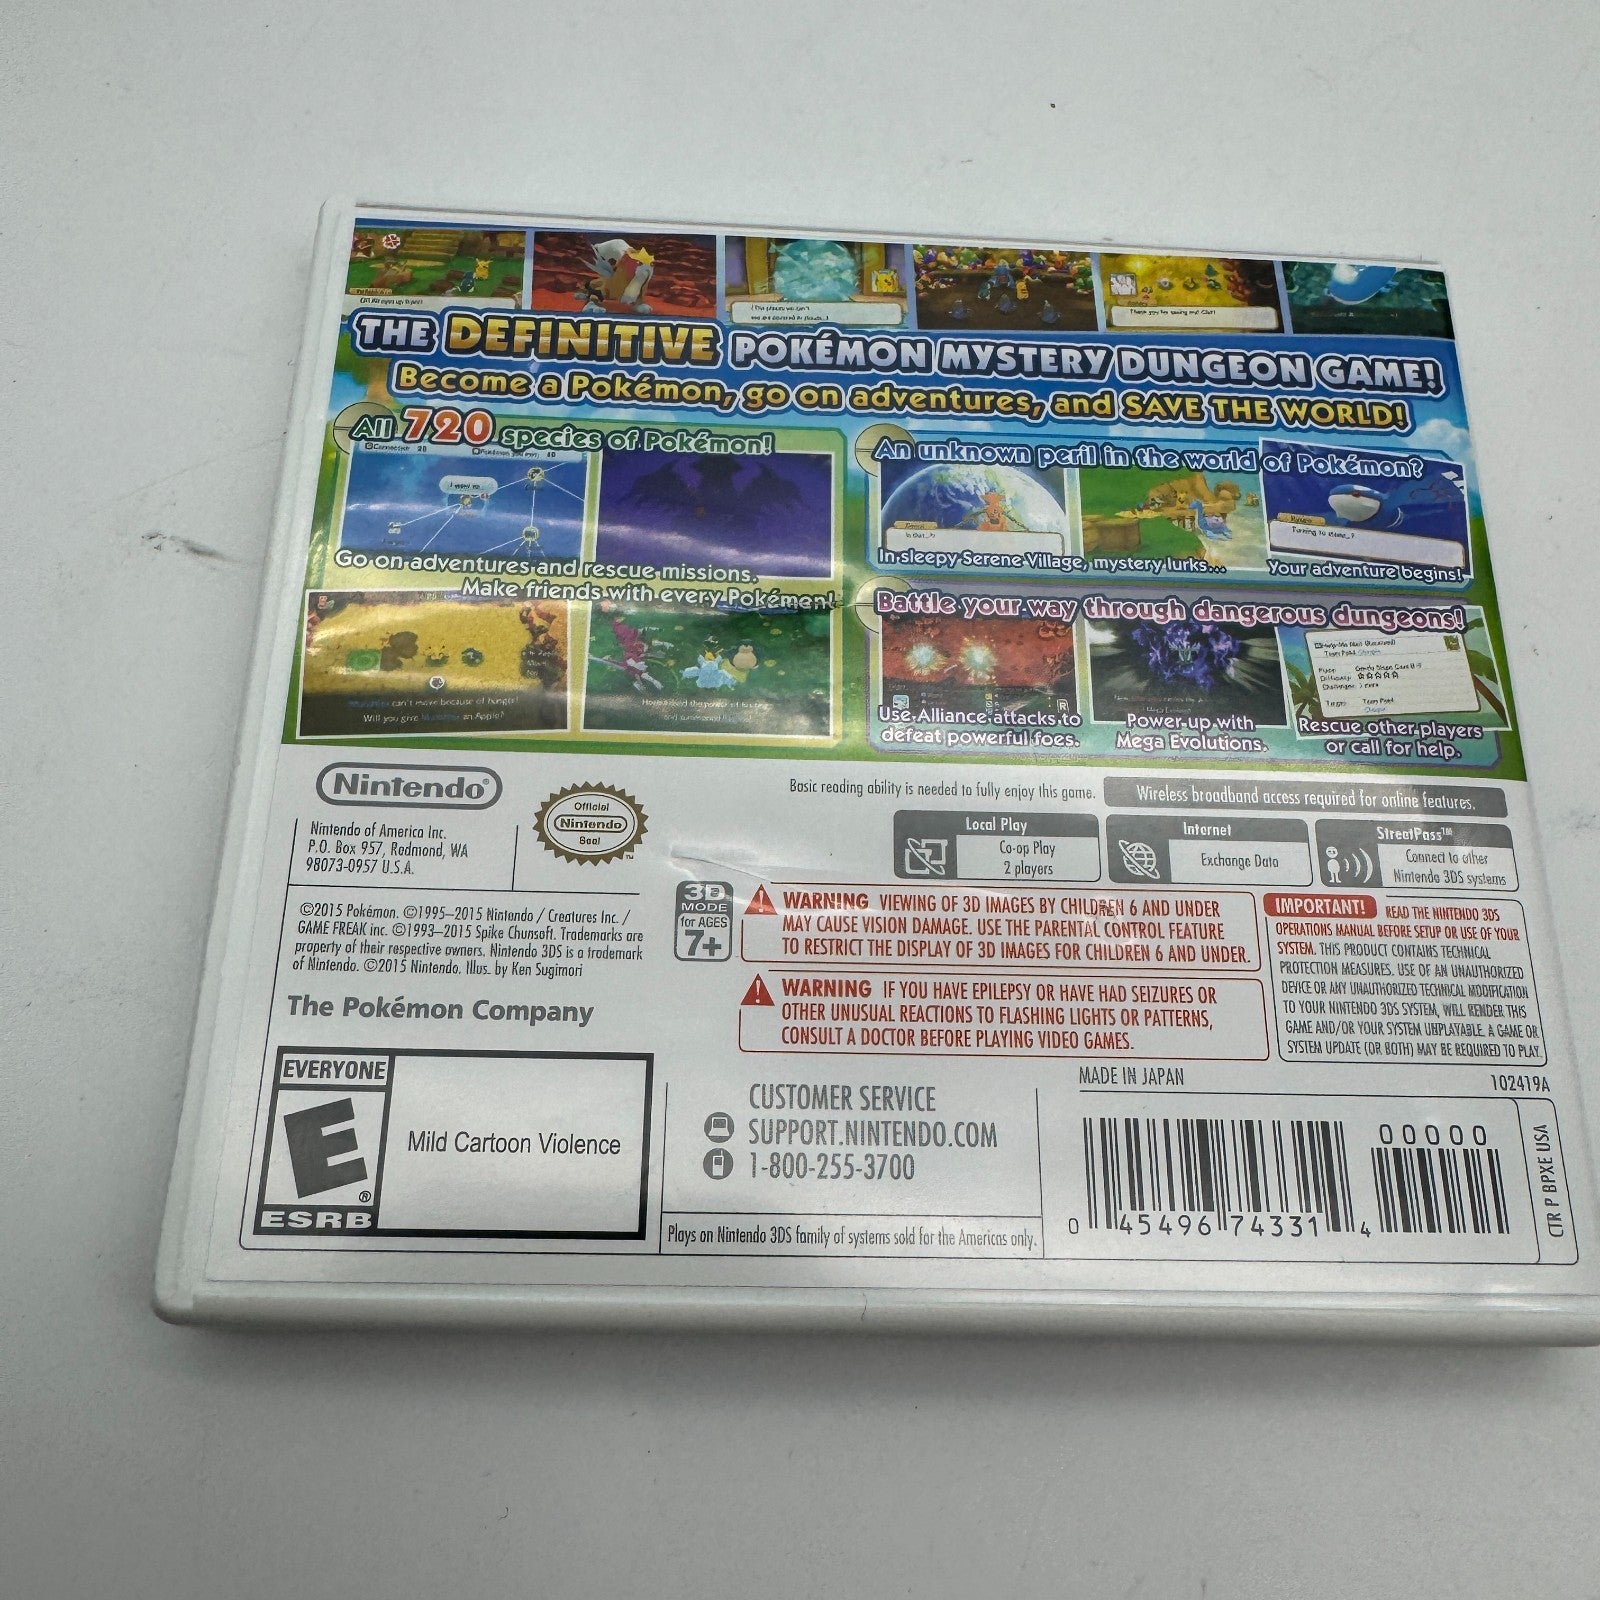 THE DEFINITIVE POKÉMON MYSTERY DUNGEON GAME!
Become a Pokémon, go on adventures, and SAVE THE WORLD!
All 720 species of Pokémon!
Go on adventures and rescue missions.
Make friends with every Pokémon!
Will you give Munchlax an Apple?
An unknown peril in the world of Pokémon?
In sleepy Serene Village, mystery lurks...
Your adventure begins!
Battle your way through dangerous dungeons!
Use Alliance attacks to
defeat powerful foes.
Power up with
Mega Evolutions.
Rescue other players
or call for help.
Nintendo®
Nintendo of America Inc.
P.O. Box 957, Redmond, WA
98073-0957 U.S.A.
Official
Nintendo
Seal
™
Basic reading ability is needed to fully enjoy this game.
Wireless broadband access required for online features.
Local Play
Co-op Play
2 players
Internet
Exchange Data
StreetPass™
Connect to other
Nintendo 3DS systems
©2015 Pokémon. ©1995–2015 Nintendo / Creatures Inc. /
GAME FREAK inc. ©1993–2015 Spike Chunsoft. Trademarks are
property of their respective owners. Nintendo 3DS is a trademark
of Nintendo. ©2015 Nintendo. Illus. by Ken Sugimori
The Pokémon Company
3D
MODE
for AGES
7+
WARNING VIEWING OF 3D IMAGES BY CHILDREN 6 AND UNDER
MAY CAUSE VISION DAMAGE. USE THE PARENTAL CONTROL FEATURE
TO RESTRICT THE DISPLAY OF 3D IMAGES FOR CHILDREN 6 AND UNDER.
WARNING IF YOU HAVE EPILEPSY OR HAVE HAD SEIZURES OR
OTHER UNUSUAL REACTIONS TO FLASHING LIGHTS OR PATTERNS,
CONSULT A DOCTOR BEFORE PLAYING VIDEO GAMES.
IMPORTANT! READ THE NINTENDO 3DS
OPERATIONS MANUAL BEFORE SETUP OR USE OF YOUR
SYSTEM. THIS PRODUCT CONTAINS TECHNICAL
PROTECTION MEASURES. USE OF AN UNAUTHORIZED
DEVICE OR ANY UNAUTHORIZED TECHNICAL MODIFICATION
TO YOUR NINTENDO 3DS SYSTEM, WILL RENDER THIS
GAME AND/OR YOUR SYSTEM UNPLAYABLE. A GAME OR
SYSTEM UPDATE (OR BOTH) MAY BE REQUIRED TO PLAY.
EVERYONE
E
®
ESRB
Mild Cartoon Violence
CUSTOMER SERVICE
SUPPORT.NINTENDO.COM
1-800-255-3700
Plays on Nintendo 3DS family of systems sold for the Americas only.
MADE IN JAPAN
102419A
0 45496 74331 4
00000
CTR P BPXE USA